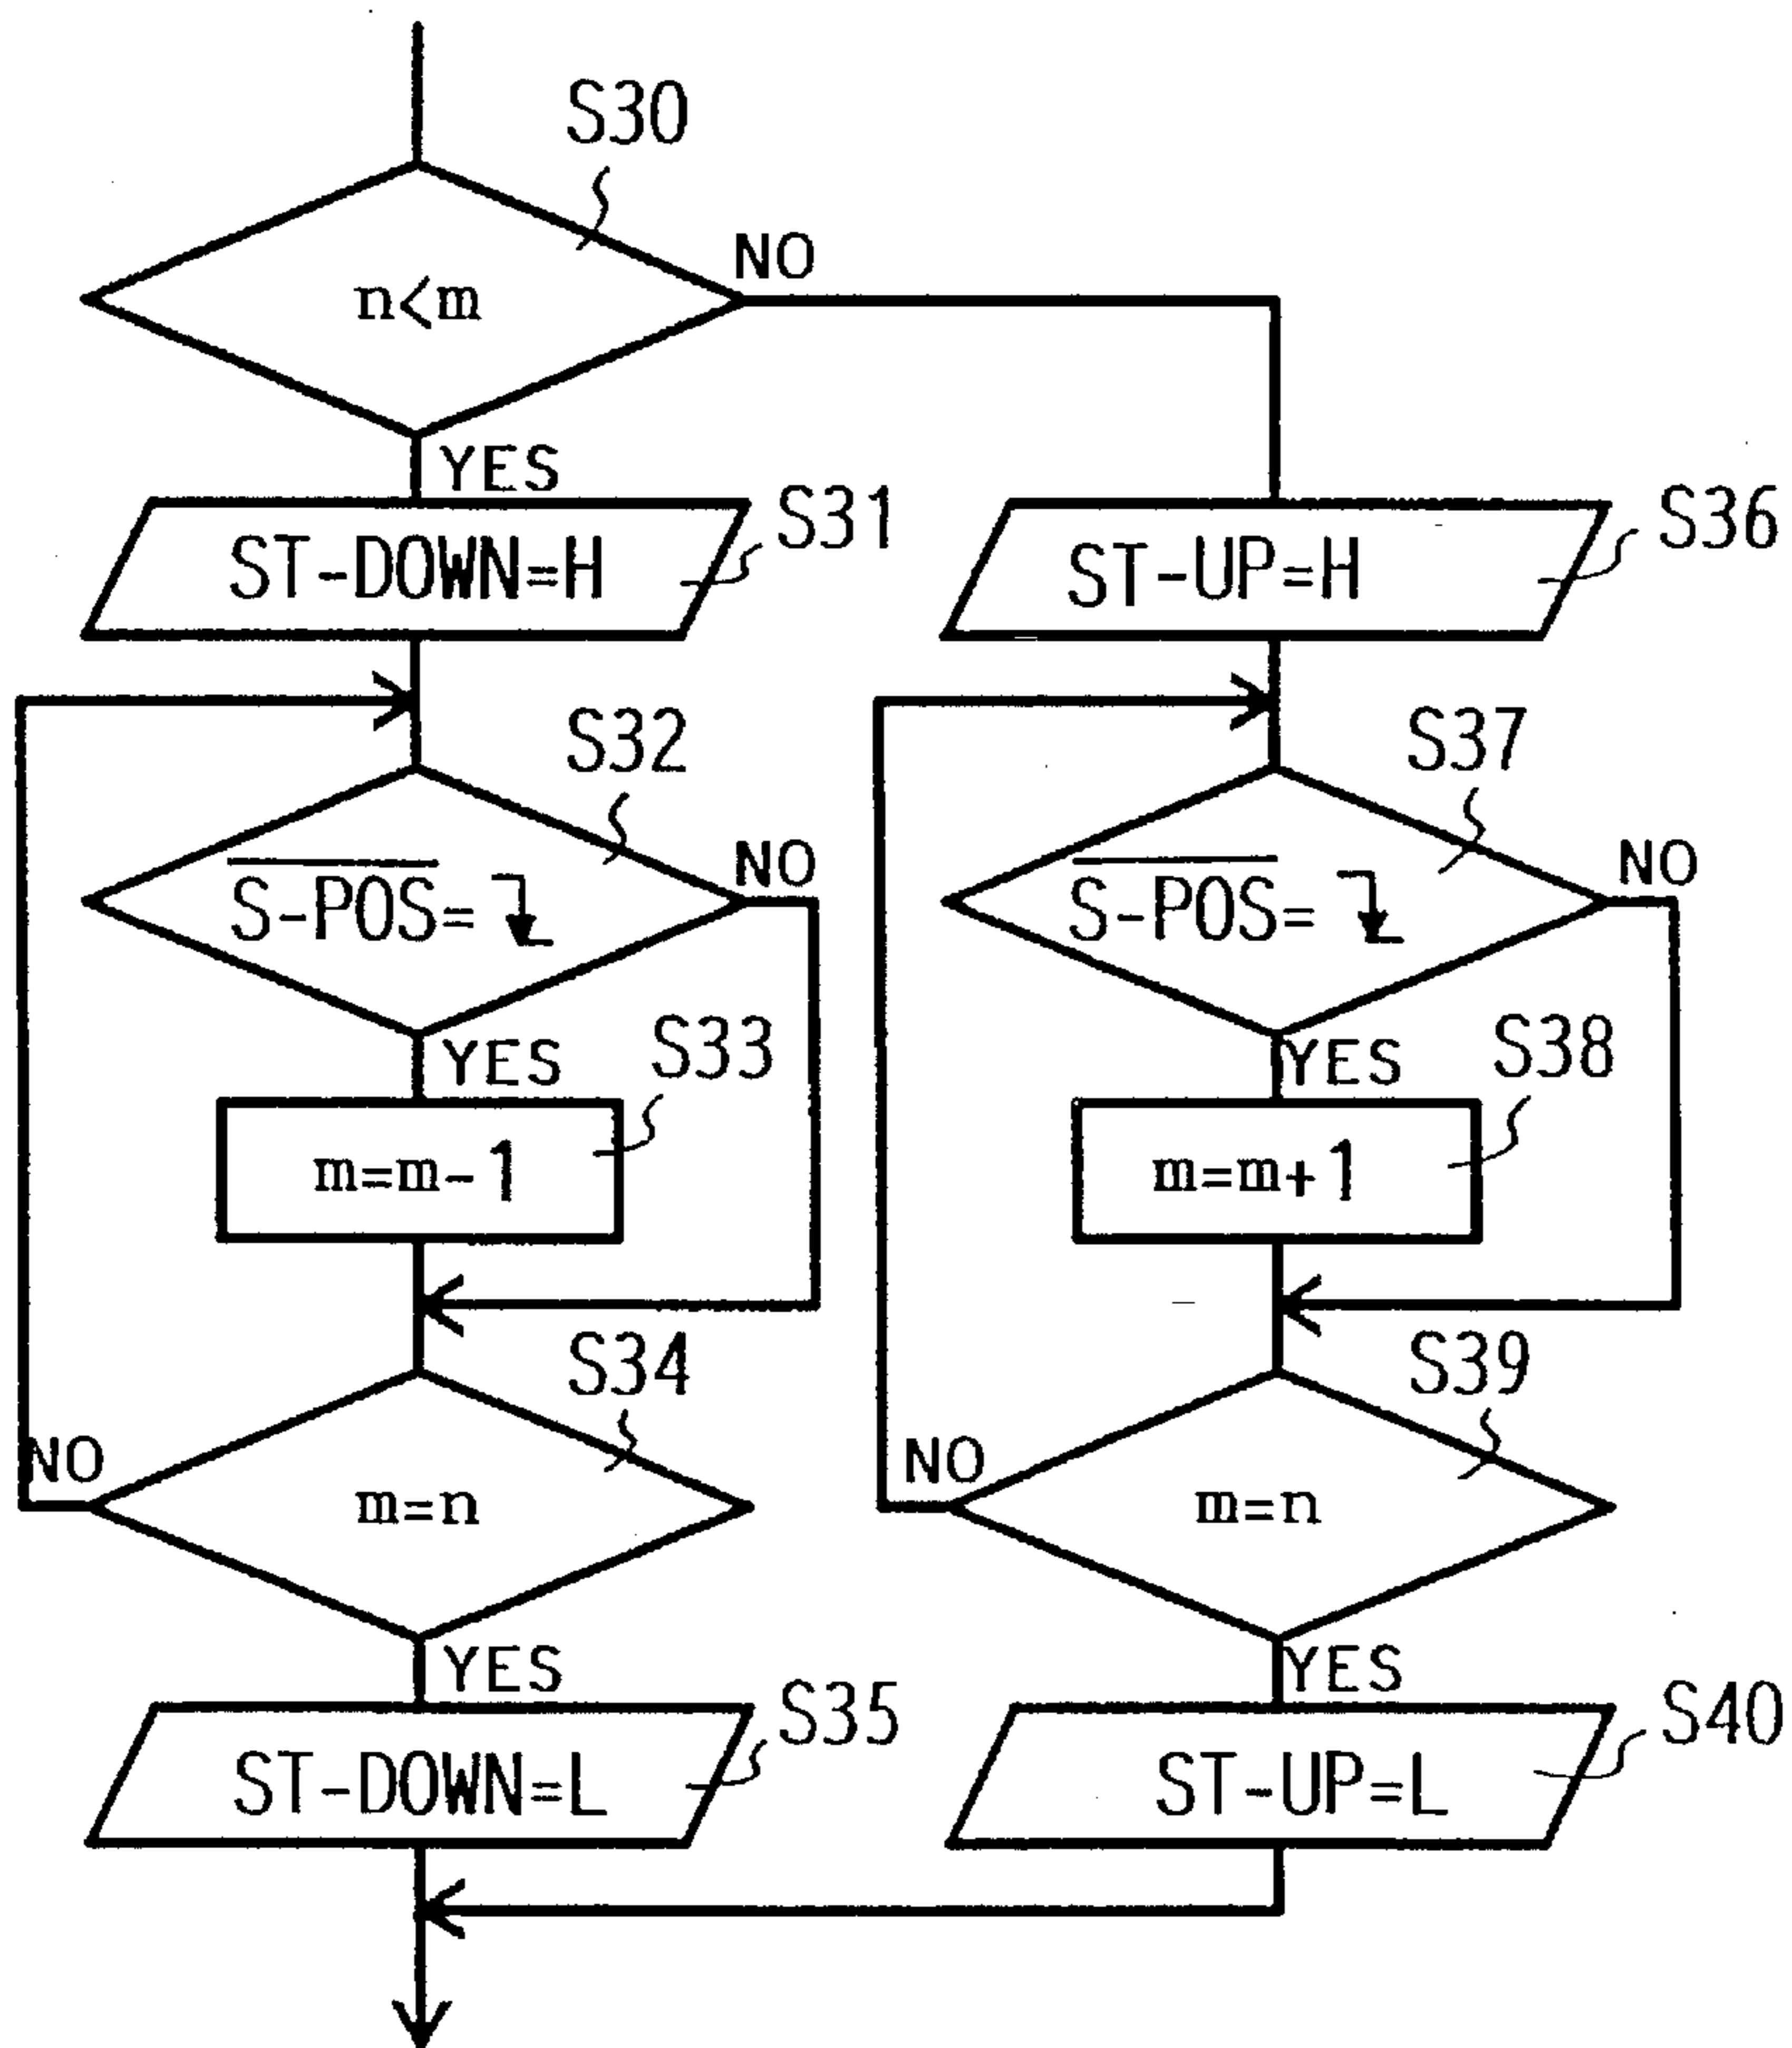 S30
n<m
NO
YES
ST-DOWN=H
S31
ST-UP=H
S36
S32
S-POS=
NO
S37
S-POS=
NO
YES
S33
m=m-1
YES
S38
m=m+1
S34
NO
m=n
S39
NO
m=n
YES
ST-DOWN=L
S35
YES
ST-UP=L
S40